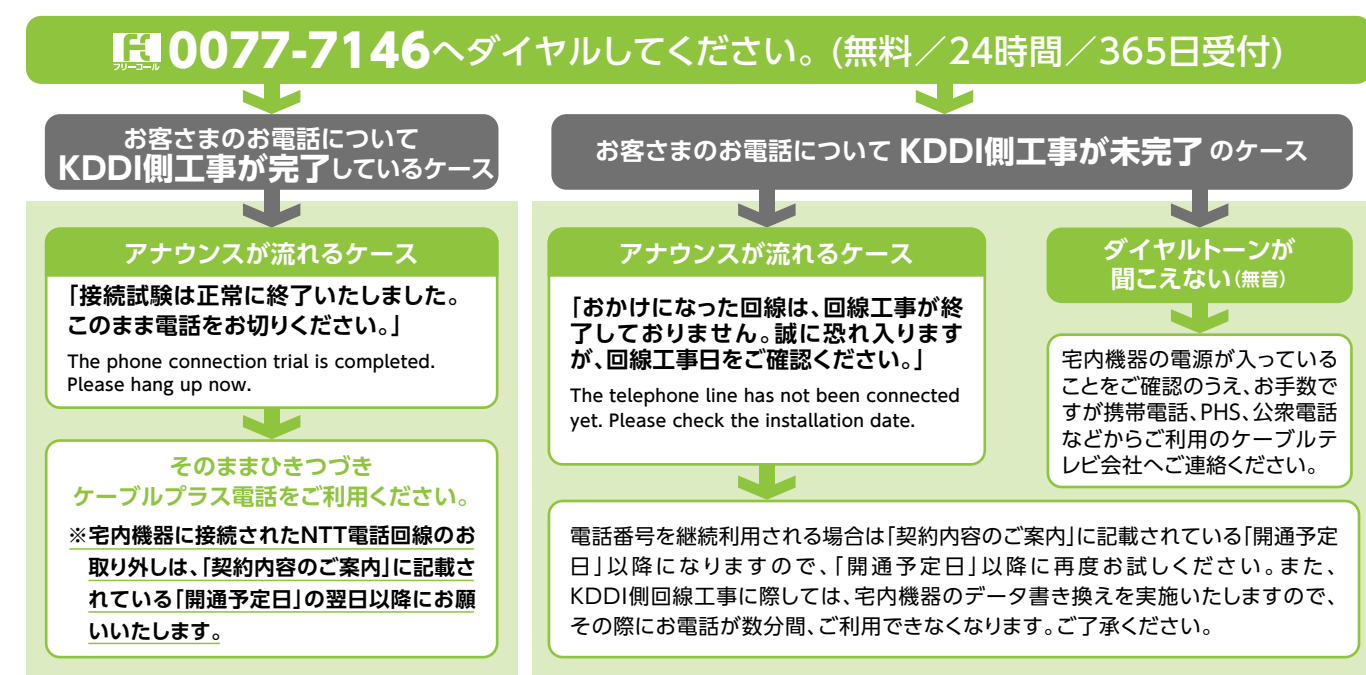 フリーコール 0077-7146へダイヤルしてください。(無料／24時間／365日受付)
お客さまのお電話について
KDDI側工事が完了しているケース
アナウンスが流れるケース
「接続試験は正常に終了いたしました。
このまま電話をお切りください。」
The phone connection trial is completed.
Please hang up now.
そのままひきつづき
ケーブルプラス電話をご利用ください。
※宅内機器に接続されたNTT電話回線のお
取り外しは、「契約内容のご案内」に記載さ
れている「開通予定日」の翌日以降にお願
いいたします。
お客さまのお電話について KDDI側工事が未完了 のケース
アナウンスが流れるケース
「おかけになった回線は、回線工事が終
了しておりません。誠に恐れ入ります
が、回線工事日をご確認ください。」
The telephone line has not been connected
yet. Please check the installation date.
ダイヤルトーンが
聞こえない(無音)
宅内機器の電源が入っている
ことをご確認のうえ、お手数で
すが携帯電話、PHS、公衆電話
などからご利用のケーブルテ
レビ会社へご連絡ください。
電話番号を継続利用される場合は「契約内容のご案内」に記載されている「開通予定
日」以降になりますので、「開通予定日」以降に再度お試しください。また、
KDDI側回線工事に際しては、宅内機器のデータ書き換えを実施いたしますので、
その際にお電話が数分間、ご利用できなくなります。ご了承ください。